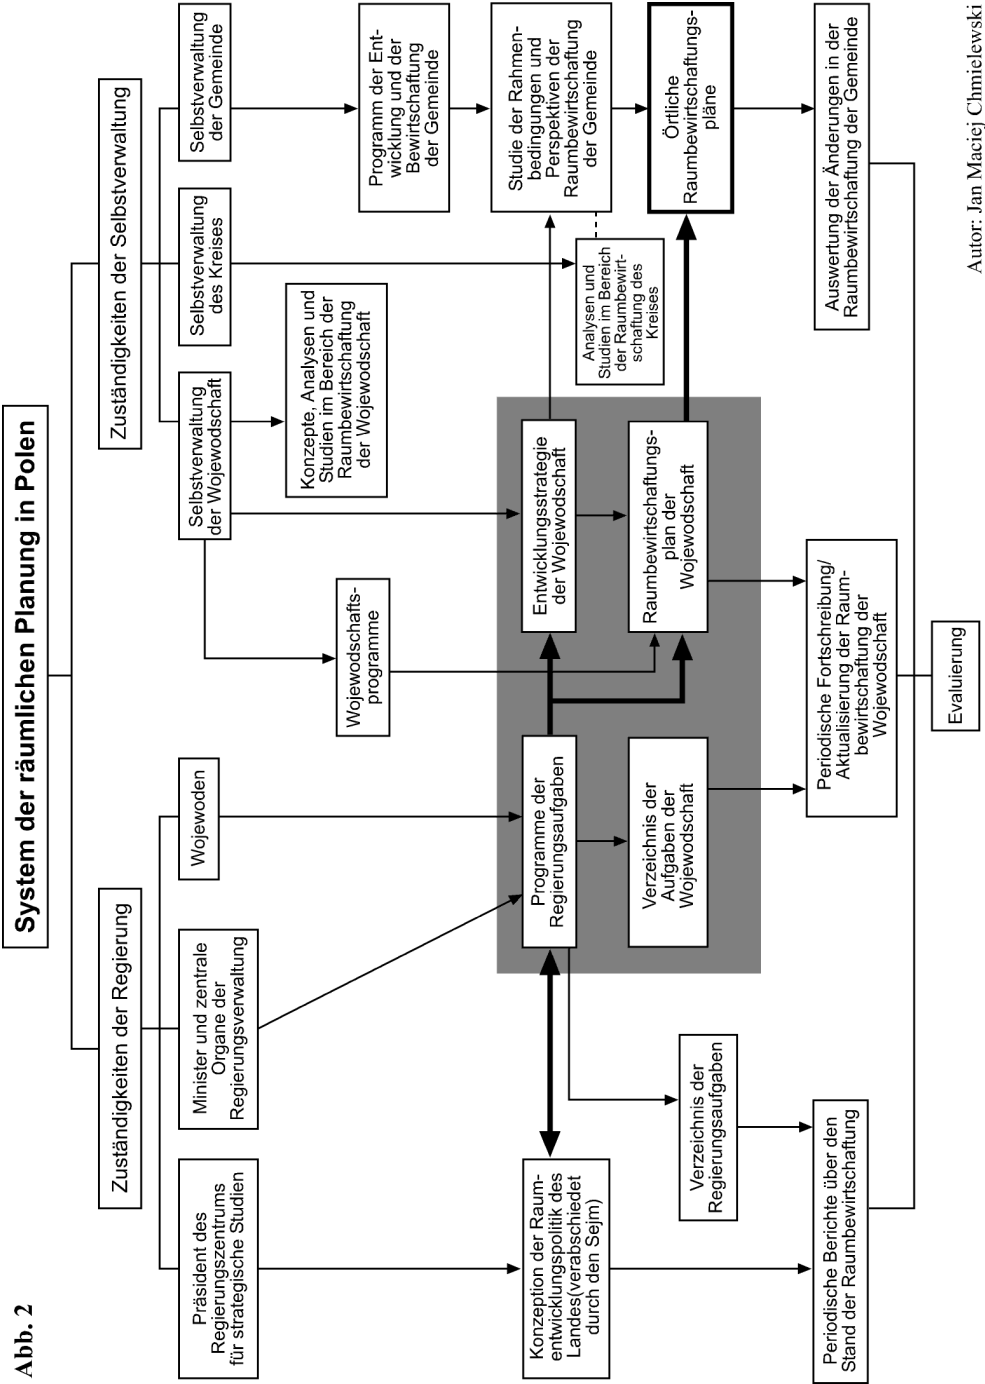 Abb. 2
System der räumlichen Planung in Polen
Zuständigkeiten der Regierung
Zuständigkeiten der Selbstverwaltung
Präsident des
Regierungszentrums
für strategische Studien
Minister und zentrale
Organe der
Regierungsverwaltung
Wojewoden
Selbstverwaltung
der Wojewodschaft
Selbstverwaltung
des Kreises
Selbstverwaltung
der Gemeinde
Wojewodschafts-
programme
Konzepte, Analysen und
Studien im Bereich der
Raumbewirtschaftung
der Wojewodschaft
Programm der Ent-
wicklung und der
Bewirtschaftung
der Gemeinde
Konzeption der Raum-
entwicklungspolitik des
Landes(verabschiedet
durch den Sejm)
Programme der
Regierungsaufgaben
Entwicklungsstrategie
der Wojewodschaft
Studie der Rahmen-
bedingungen und
Perspektiven der
Raumbewirtschaftung
der Gemeinde
Analysen und
Studien im Bereich
der Raumbewirt-
schaftung des
Kreises
Verzeichnis der
Regierungsaufgaben
Verzeichnis der
Aufgaben der
Wojewodschaft
Raumbewirtschaftungs-
plan der
Wojewodschaft
Örtliche
Raumbewirtschaftungs-
pläne
Periodische Berichte über den
Stand der Raumbewirtschaftung
Periodische Fortschreibung/
Aktualisierung der Raum-
bewirtschaftung der
Wojewodschaft
Auswertung der Änderungen in der
Raumbewirtschaftung der Gemeinde
Evaluierung
Autor: Jan Maciej Chmielewski